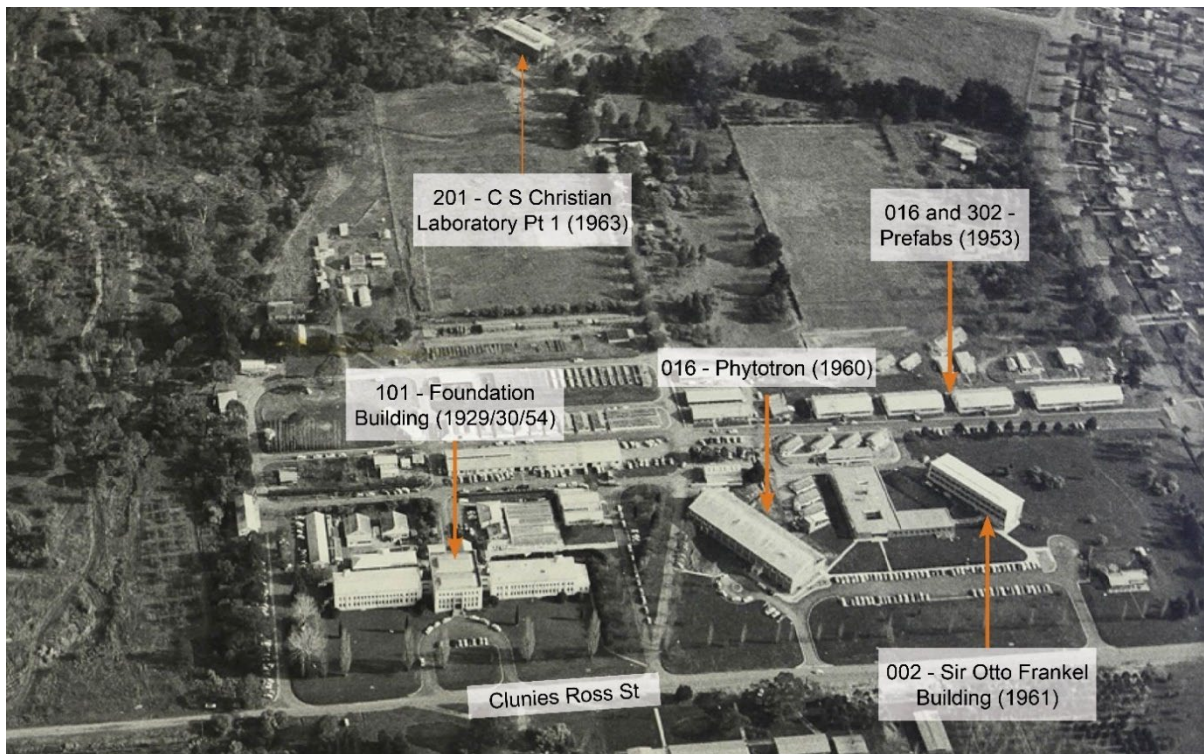 201 - C S Christian
Laboratory Pt 1 (1963)
016 and 302 -
Prefabs (1953)
016 - Phytotron (1960)
101 - Foundation
Building (1929/30/54)
002 - Sir Otto Frankel
Building (1961)
Clunies Ross St